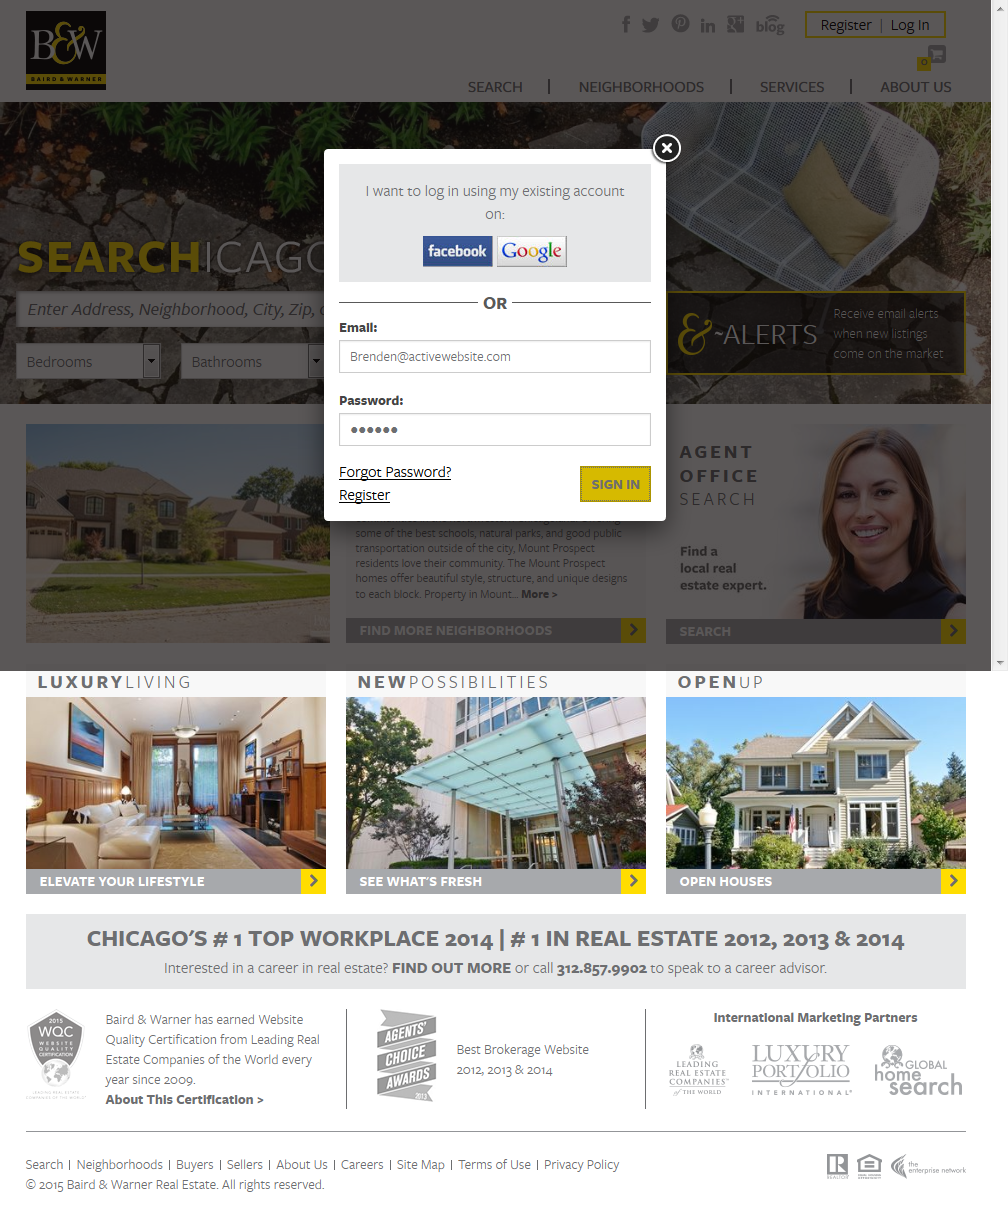 B&W
BAIRD & WARNER
blog
Register | Log In
0
SEARCH | NEIGHBORHOODS | SERVICES | ABOUT US
I want to log in using my existing account
on:
facebook Google
OR
Email:
Brenden@activewebsite.com
Password:
••••••
Forgot Password?
Register
SIGN IN
SEARCHICAGO
Enter Address, Neighborhood, City, Zip,
Bedrooms
Bathrooms
&~ALERTS
Receive email alerts
when new listings
come on the market
some of the best schools, natural parks, and good public
transportation outside of the city, Mount Prospect
residents love their community. The Mount Prospect
homes offer beautiful style, structure, and unique designs
to each block. Property in Mount... More >
FIND MORE NEIGHBORHOODS
AGENT
OFFICE
SEARCH
Find a
local real
estate expert.
SEARCH
LUXURYLIVING
ELEVATE YOUR LIFESTYLE
NEWPOSSIBILITIES
SEE WHAT'S FRESH
OPENUP
OPEN HOUSES
CHICAGO'S # 1 TOP WORKPLACE 2014 | # 1 IN REAL ESTATE 2012, 2013 & 2014
Interested in a career in real estate? FIND OUT MORE or call 312.857.9902 to speak to a career advisor.
2015
WQC
WEBSITE
QUALITY
CERTIFICATION
LEADING REAL ESTATE
COMPANIES OF THE WORLD
Baird & Warner has earned Website
Quality Certification from Leading Real
Estate Companies of the World every
year since 2009.
About This Certification >
AGENTS'
CHOICE
AWARDS
2013
Best Brokerage Website
2012, 2013 & 2014
International Marketing Partners
LEADING
REAL ESTATE
COMPANIES
of THE WORLD
LUXURY
PORTFOLIO
INTERNATIONAL
GLOBAL
home
search
Search | Neighborhoods | Buyers | Sellers | About Us | Careers | Site Map | Terms of Use | Privacy Policy
© 2015 Baird & Warner Real Estate. All rights reserved.
REALTOR
the
enterprise network